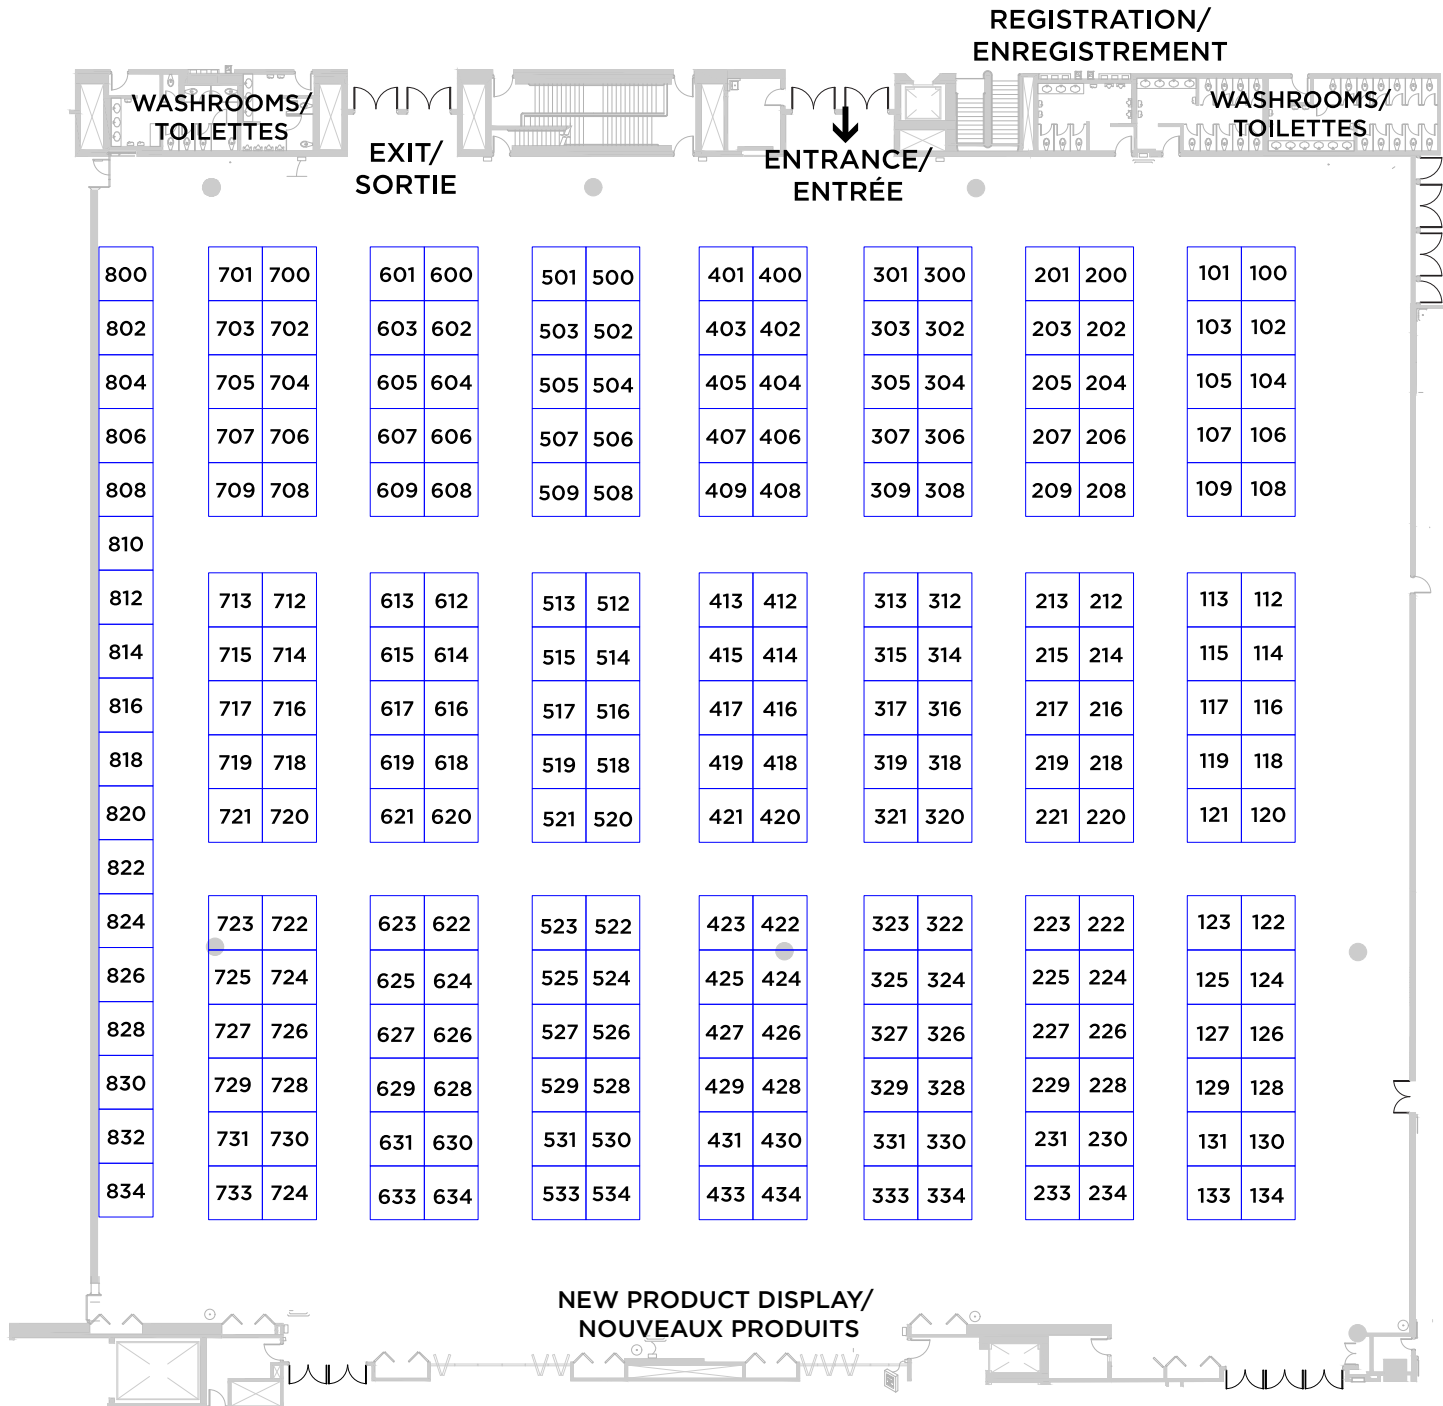 REGISTRATION/
ENREGISTREMENT
WASHROOMS/
TOILETTES
WASHROOMS/
TOILETTES
EXIT/
SORTIE
ENTRANCE/
ENTRÉE
800 701 700 601 600 501 500 401 400 301 300 201 200 101 100
802 703 702 603 602 503 502 403 402 303 302 203 202 103 102
804 705 704 605 604 505 504 405 404 305 304 205 204 105 104
806 707 706 607 606 507 506 407 406 307 306 207 206 107 106
808 709 708 609 608 509 508 409 408 309 308 209 208 109 108
810
812 713 712 613 612 513 512 413 412 313 312 213 212 113 112
814 715 714 615 614 515 514 415 414 315 314 215 214 115 114
816 717 716 617 616 517 516 417 416 317 316 217 216 117 116
818 719 718 619 618 519 518 419 418 319 318 219 218 119 118
820 721 720 621 620 521 520 421 420 321 320 221 220 121 120
822
824 723 722 623 622 523 522 423 422 323 322 223 222 123 122
826 725 724 625 624 525 524 425 424 325 324 225 224 125 124
828 727 726 627 626 527 526 427 426 327 326 227 226 127 126
830 729 728 629 628 529 528 429 428 329 328 229 228 129 128
832 731 730 631 630 531 530 431 430 331 330 231 230 131 130
834 733 724 633 634 533 534 433 434 333 334 233 234 133 134
NEW PRODUCT DISPLAY/
NOUVEAUX PRODUITS